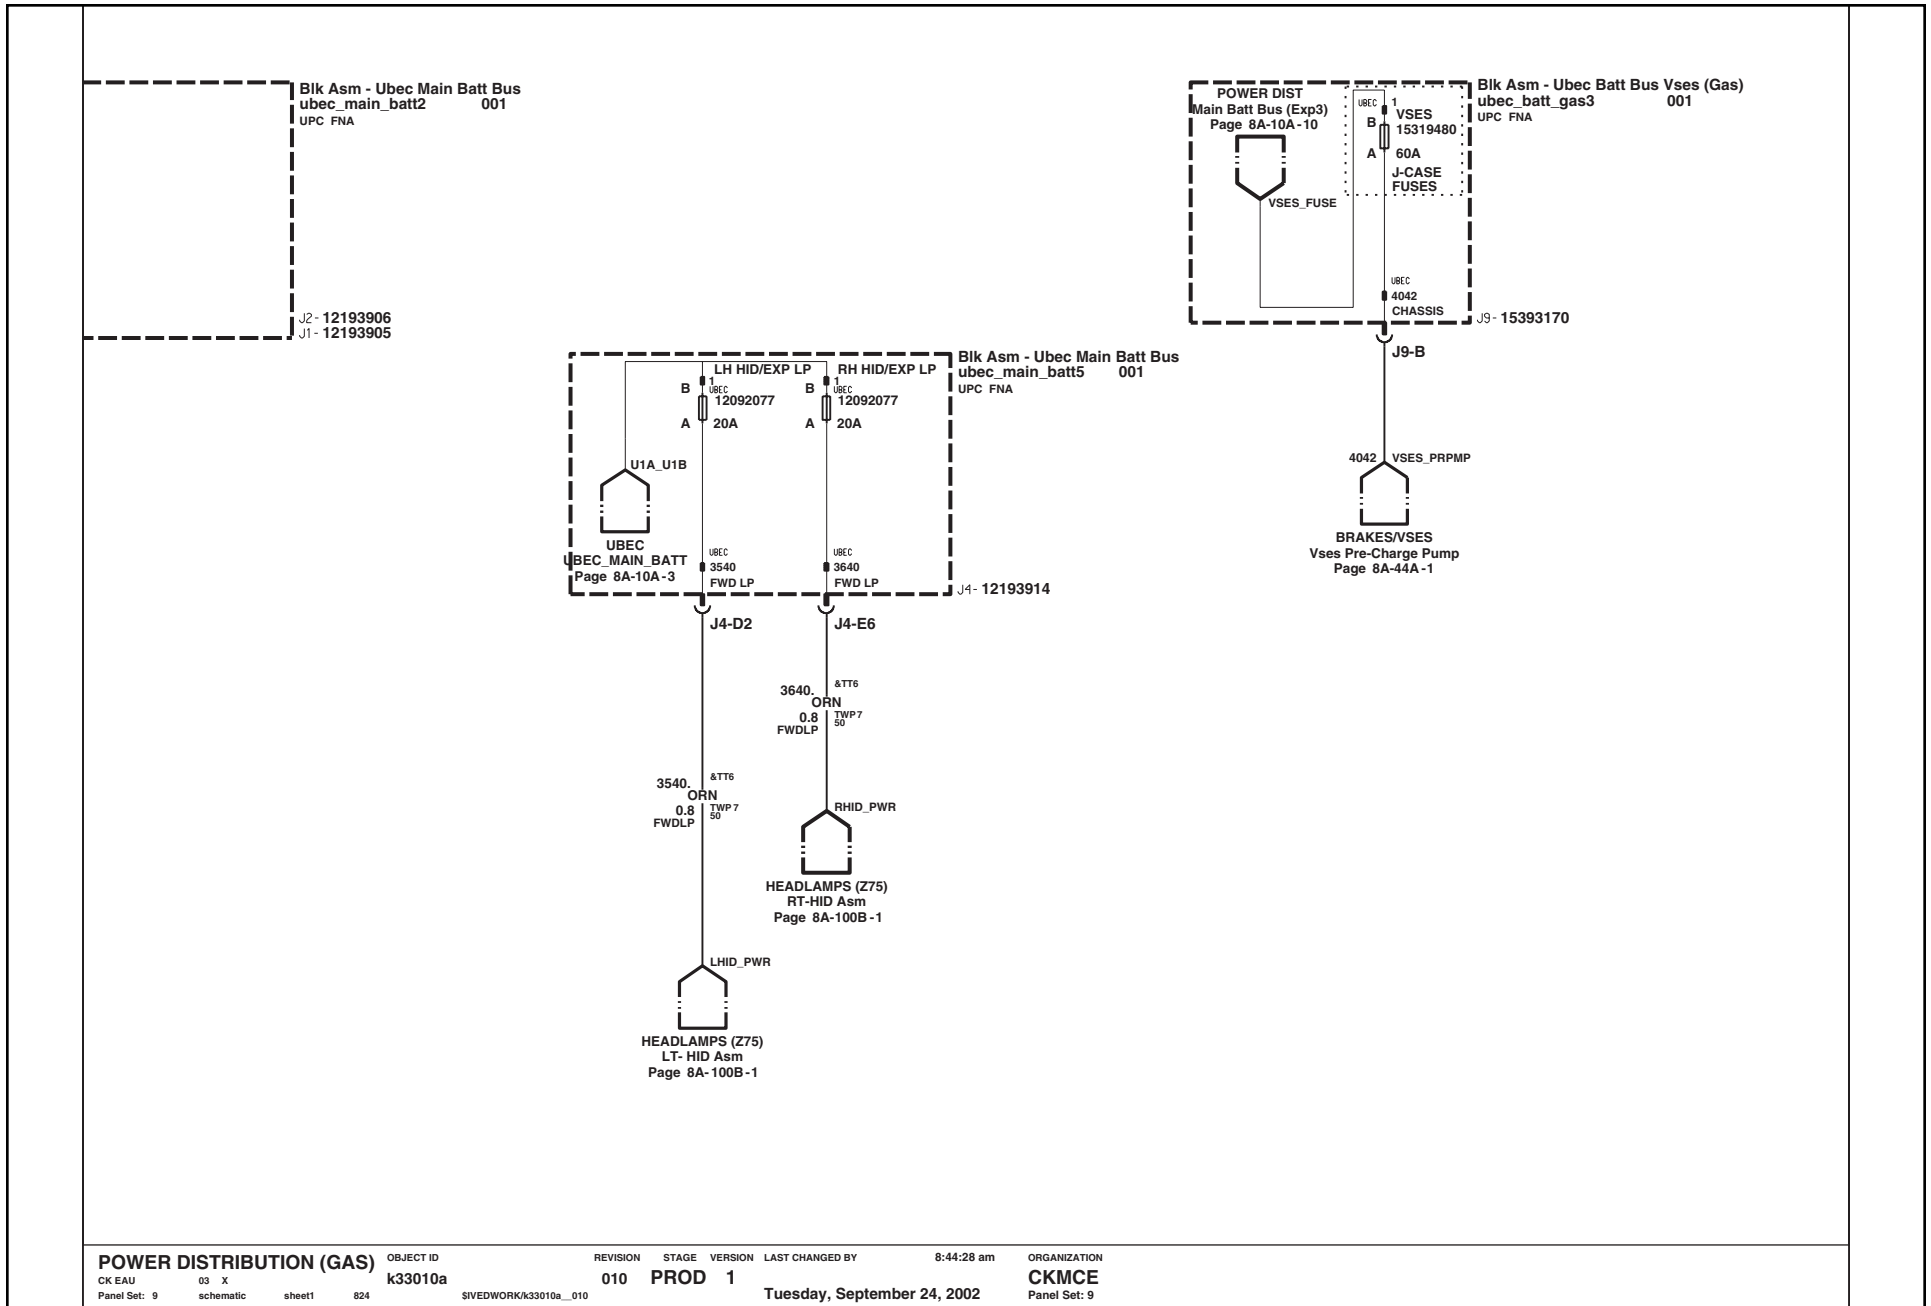 Blk Asm - Ubec Main Batt Bus
ubec_main_batt2 001
UPC FNA
J2- 12193906
J1- 12193905
Blk Asm - Ubec Batt Bus Vses (Gas)
ubec_batt_gas3 001
UPC FNA
POWER DIST
Main Batt Bus (Exp3)
Page 8A-10A-10
VSES_FUSE
UBEC 1
VSES
B 15319480
A 60A
J-CASE
FUSES
UBEC
4042
CHASSIS
J9- 15393170
J9-B
4042 VSES_PRPMP
BRAKES/VSES
Vses Pre-Charge Pump
Page 8A-44A-1
Blk Asm - Ubec Main Batt Bus
ubec_main_batt5 001
UPC FNA
LH HID/EXP LP RH HID/EXP LP
B 1 UBEC B 1 UBEC
12092077 12092077
A 20A A 20A
U1A_U1B
UBEC
UBEC_MAIN_BATT
Page 8A-10A-3
UBEC UBEC
3540 3640
FWD LP FWD LP
J4- 12193914
J4-D2 J4-E6
3640. &TT6
ORN
0.8 TWP7
50
FWDLP
3540. &TT6
ORN
0.8 TWP7
50
FWDLP
RHID_PWR
HEADLAMPS (Z75)
RT-HID Asm
Page 8A-100B-1
LHID_PWR
HEADLAMPS (Z75)
LT- HID Asm
Page 8A-100B-1
POWER DISTRIBUTION (GAS) OBJECT ID REVISION STAGE VERSION LAST CHANGED BY 8:44:28 am ORGANIZATION
CK EAU 03 X k33010a 010 PROD 1 CKMCE
Panel Set: 9 schematic sheet1 824 $IVEDWORK/k33010a__010 Tuesday, September 24, 2002 Panel Set: 9